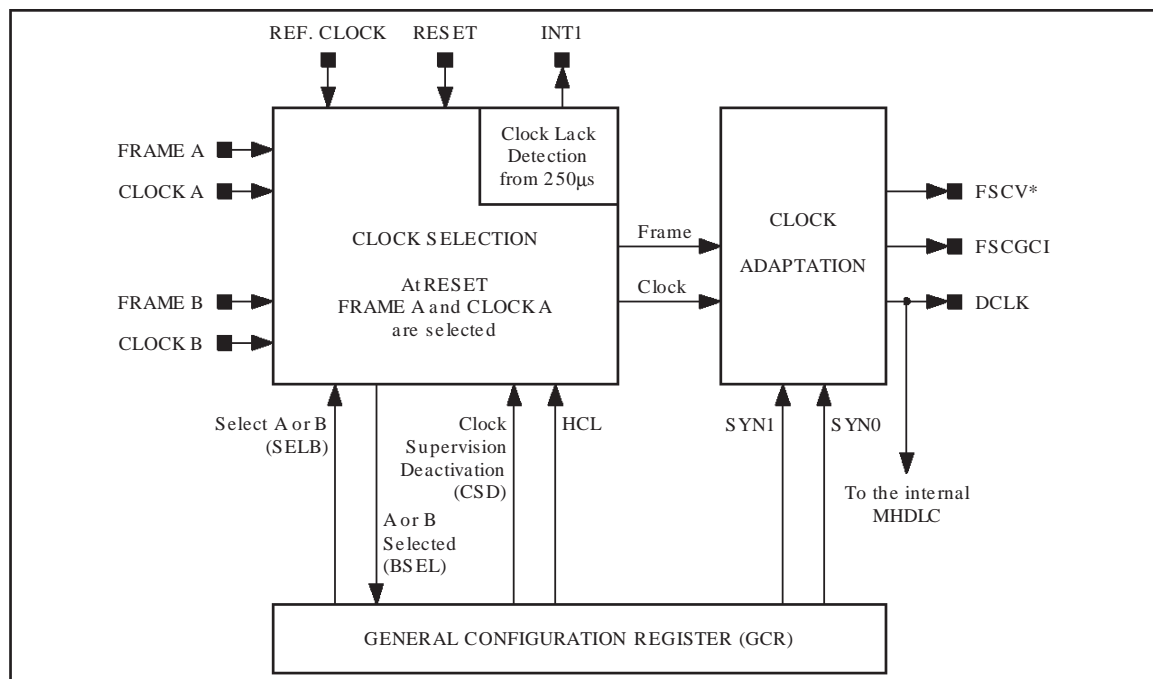 REF. CLOCK
RESET
INT1
FRAME A
CLOCK A
FRAME B
CLOCK B
Clock Lack
Detection
from 250µs
CLOCK SELECTION
At RESET
FRAME A and CLOCK A
are selected
Frame
Clock
CLOCK
ADAPTATION
FSCV*
FSCGCI
DCLK
Select A or B
(SELB)
A or B
Selected
(BSEL)
Clock
Supervision
Deactivation
(CSD)
HCL
SYN1
SYN0
To the internal
MHDLC
GENERAL CONFIGURATION REGISTER (GCR)